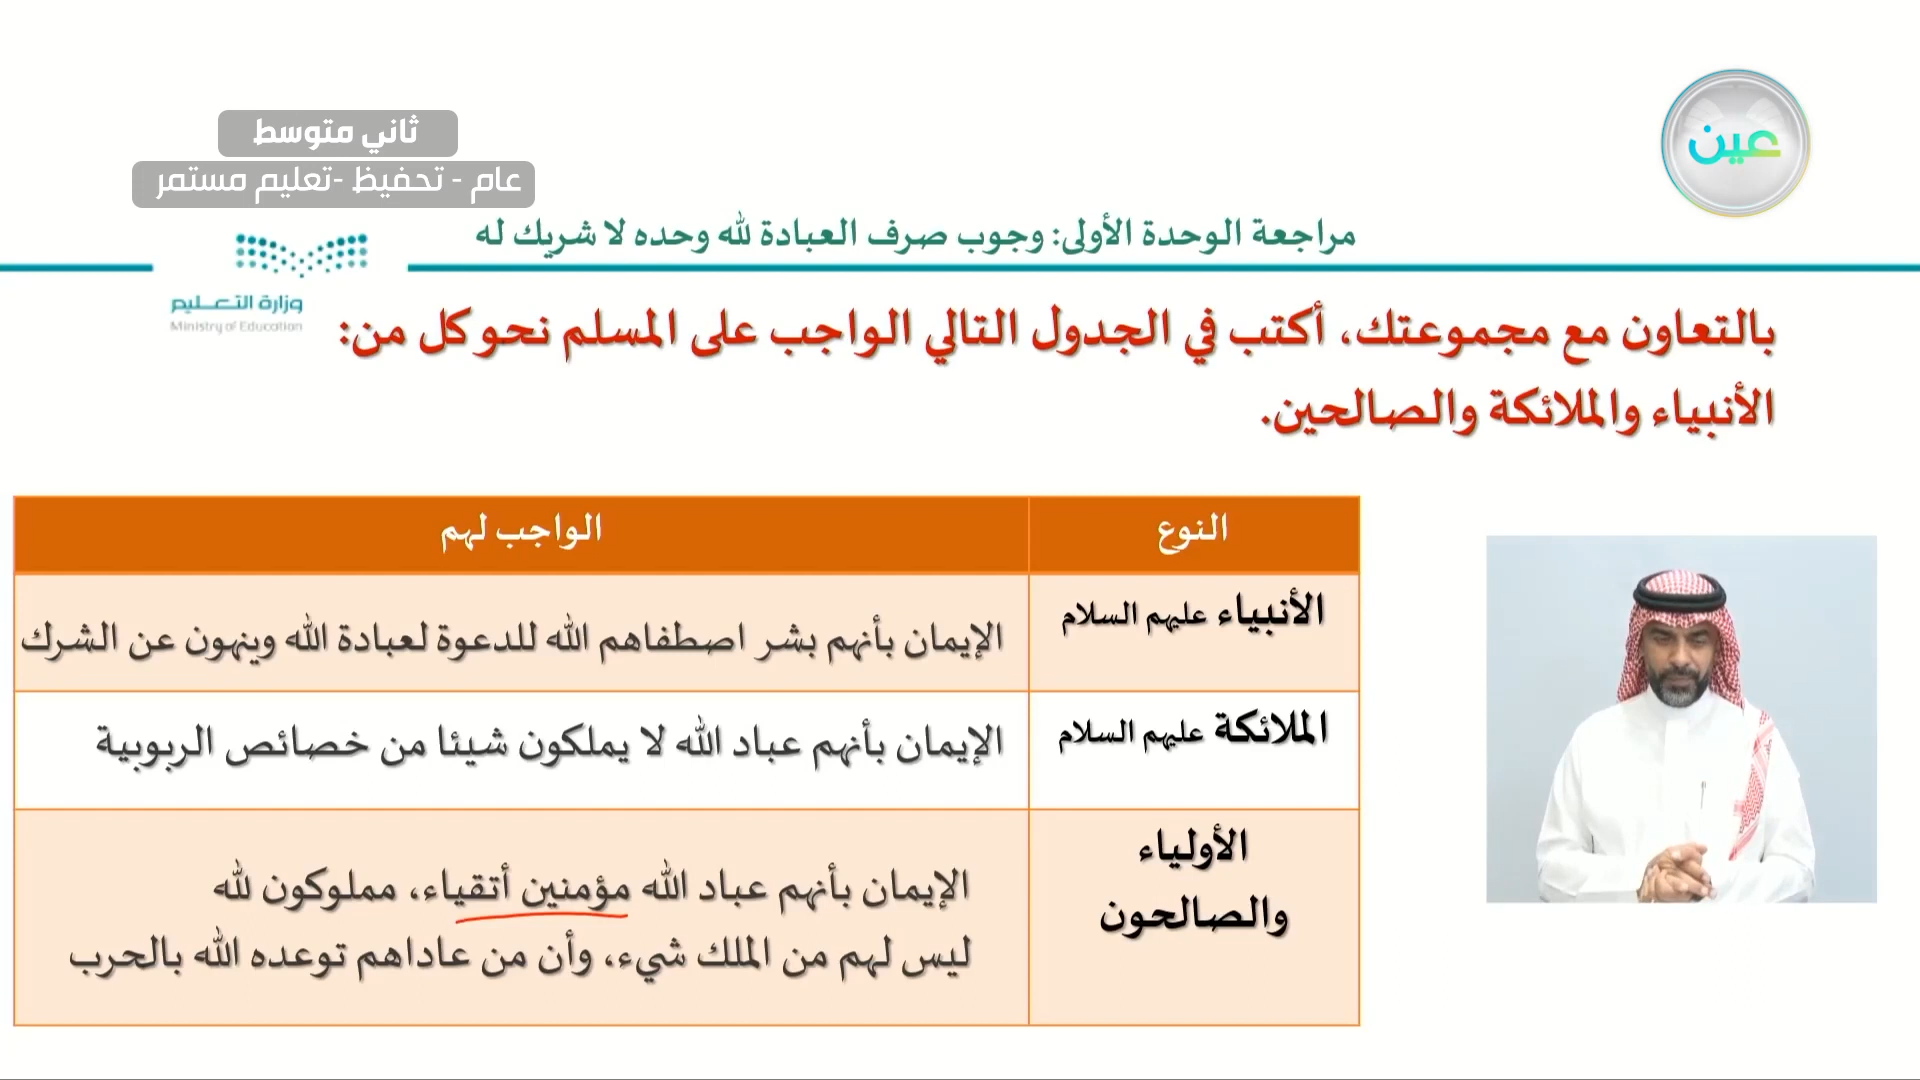 عين
ثاني متوسط
عام - تحفيظ -تعليم مستمر
مراجعة الوحدة الأولى: وجوب صرف العبادة لله وحده لا شريك له
وزارة التعليم
Ministry of Education
بالتعاون مع مجموعتك، أكتب في الجدول التالي الواجب على المسلم نحو كل من:
الأنبياء والملائكة والصالحين.
النوع
الواجب لهم
الأنبياء عليهم السلام
الإيمان بأنهم بشر اصطفاهم الله للدعوة لعبادة الله وينهون عن الشرك
الملائكة عليهم السلام
الإيمان بأنهم عباد الله لا يملكون شيئا من خصائص الربوبية
الأولياء
والصالحون
الإيمان بأنهم عباد الله مؤمنين أتقياء، مملوكون لله
ليس لهم من الملك شيء، وأن من عاداهم توعده الله بالحرب